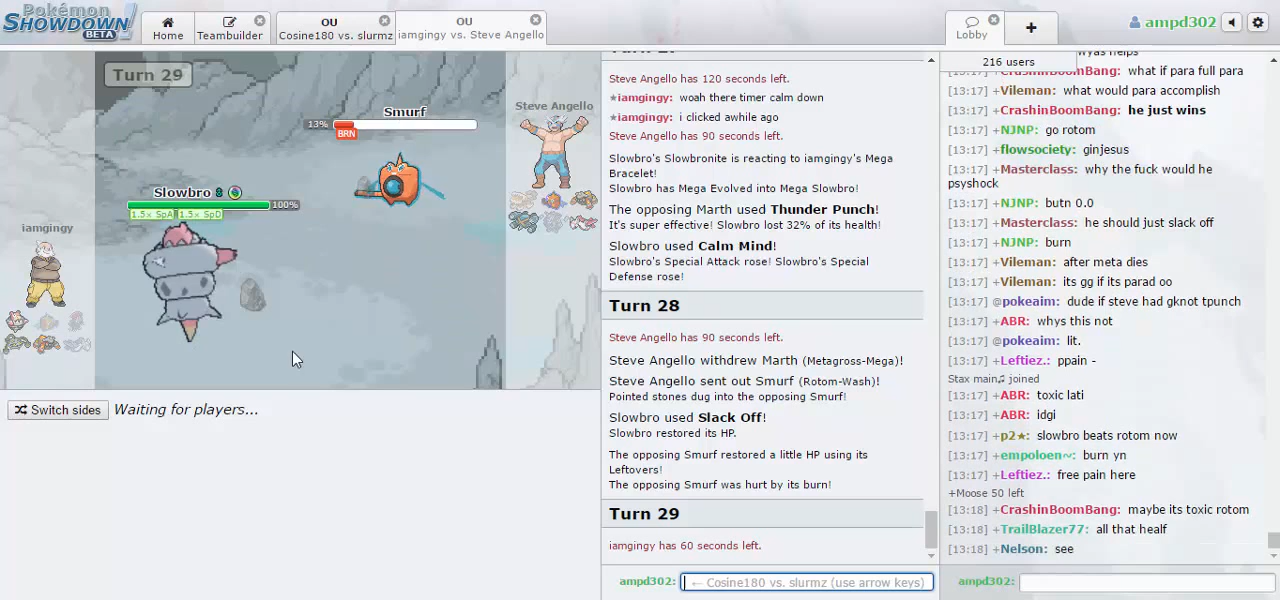 Pokémon
SHOWDOWN!
BETA
Home
Teambuilder
OU
Cosine180 vs. slurmz
OU
iamgingy vs. Steve Angello
Lobby
+
ampd302
Turn 29
Smurf
13%
BRN
Slowbro
100%
1.5× SpA 1.5× SpD
iamgingy
Steve Angello
Switch sides
Waiting for players...
Steve Angello has 120 seconds left.
★iamgingy: woah there timer calm down
★iamgingy: i clicked awhile ago
Steve Angello has 90 seconds left.
Slowbro's Slowbronite is reacting to iamgingy's Mega
Bracelet!
Slowbro has Mega Evolved into Mega Slowbro!
The opposing Marth used Thunder Punch!
It's super effective! Slowbro lost 32% of its health!
Slowbro used Calm Mind!
Slowbro's Special Attack rose! Slowbro's Special
Defense rose!
Turn 28
Steve Angello has 90 seconds left.
Steve Angello withdrew Marth (Metagross-Mega)!
Steve Angello sent out Smurf (Rotom-Wash)!
Pointed stones dug into the opposing Smurf!
Slowbro used Slack Off!
Slowbro restored its HP.
The opposing Smurf restored a little HP using its
Leftovers!
The opposing Smurf was hurt by its burn!
Turn 29
iamgingy has 60 seconds left.
ampd302: ← Cosine180 vs. slurmz (use arrow keys)
216 users
[13:17] +CrashinBoomBang: what if para full para
[13:17] +Vileman: what would para accomplish
[13:17] +CrashinBoomBang: he just wins
[13:17] +NJNP: go rotom
[13:17] +flowsociety: ginjesus
[13:17] +Masterclass: why the fuck would he
psyshock
[13:17] +NJNP: butn 0.0
[13:17] +Masterclass: he should just slack off
[13:17] +NJNP: burn
[13:17] +Vileman: after meta dies
[13:17] +Vileman: its gg if its parad oo
[13:17] @pokeaim: dude if steve had gknot tpunch
[13:17] +ABR: whys this not
[13:17] @pokeaim: lit.
[13:17] +Leftiez.: ppain -
Stax main♫ joined
[13:17] +ABR: toxic lati
[13:17] +ABR: idgi
[13:17] +p2★: slowbro beats rotom now
[13:17] +empoloen~: burn yn
[13:17] +Leftiez.: free pain here
+Moose 50 left
[13:18] +CrashinBoomBang: maybe its toxic rotom
[13:18] +TrailBlazer77: all that healf
[13:18] +Nelson: see
ampd302: